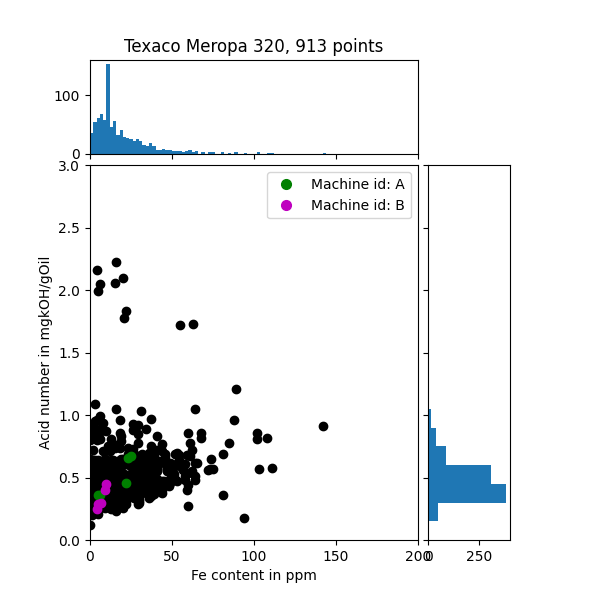 Texaco Meropa 320, 913 points
100
0
3.0
2.5
2.0
1.5
1.0
0.5
0.0
Acid number in mgkOH/gOil
Machine id: A
Machine id: B
0 50 100 150 200
0 250
Fe content in ppm